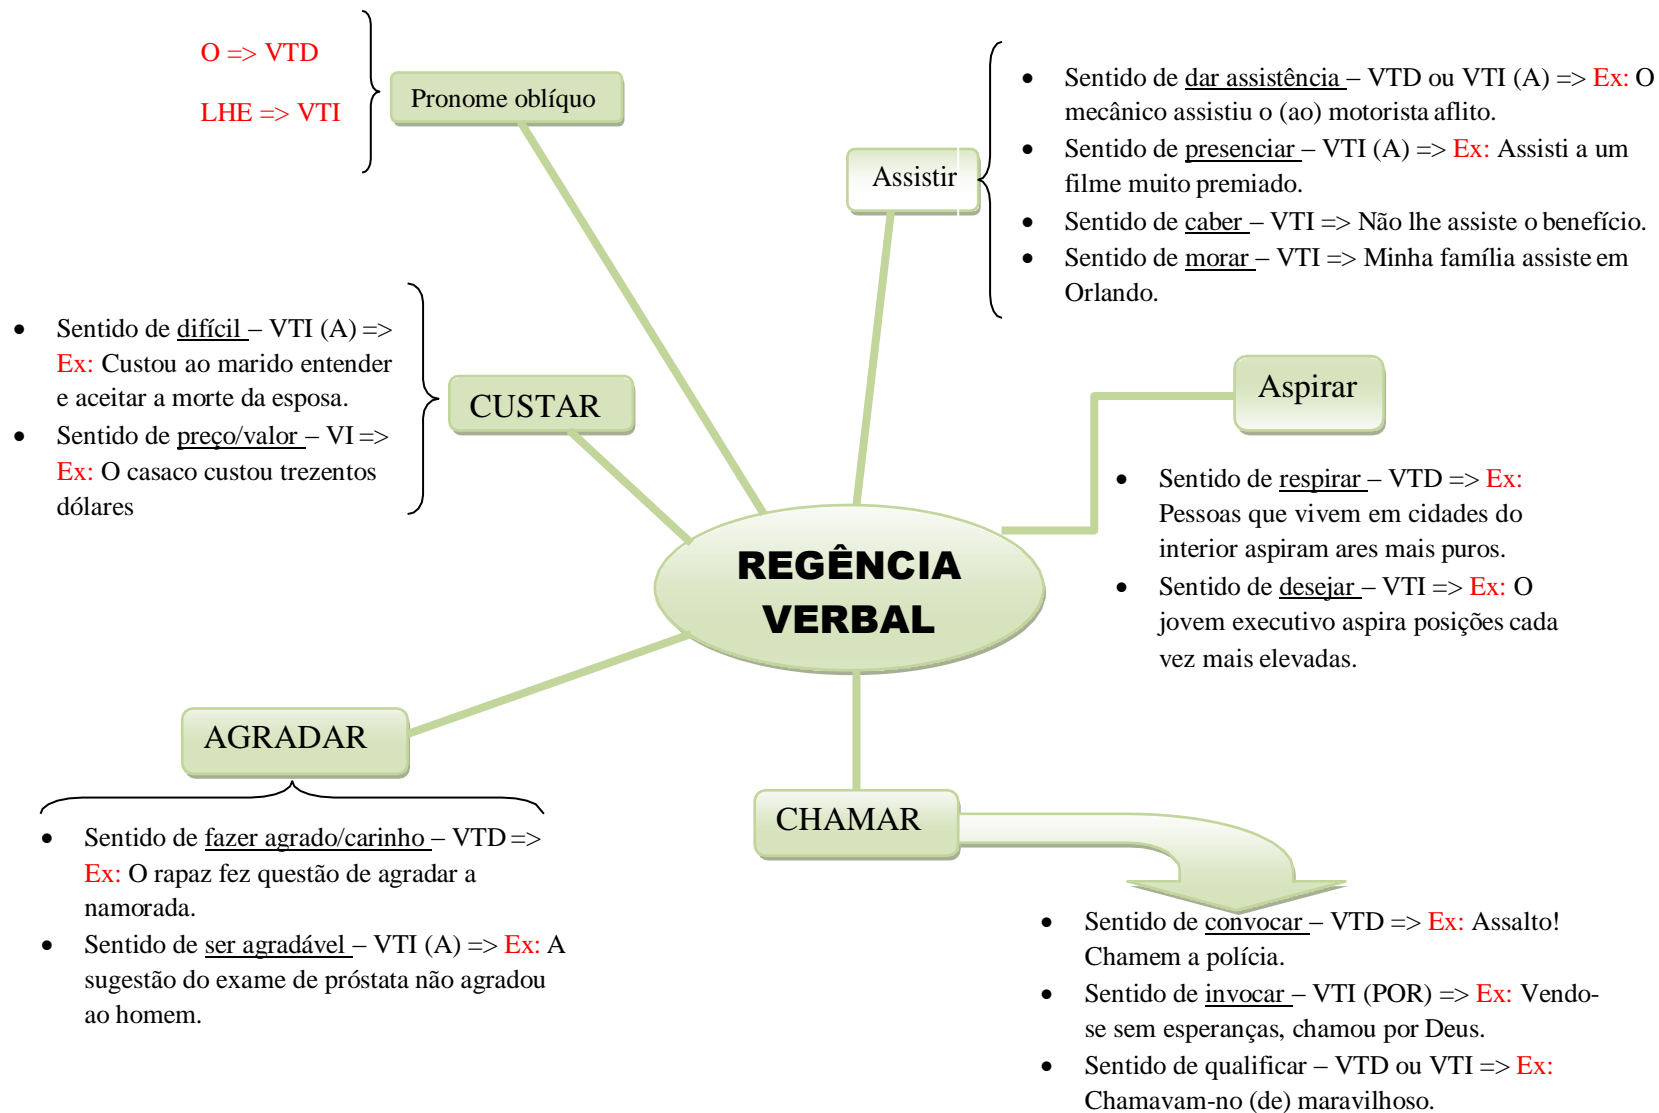 O => VTD
LHE => VTI
Pronome oblíquo
Assistir
• Sentido de dar assistência – VTD ou VTI (A) => Ex: O
mecânico assistiu o (ao) motorista aflito.
• Sentido de presenciar – VTI (A) => Ex: Assisti a um
filme muito premiado.
• Sentido de caber – VTI => Não lhe assiste o benefício.
• Sentido de morar – VTI => Minha família assiste em
Orlando.
• Sentido de difícil – VTI (A) =>
Ex: Custou ao marido entender
e aceitar a morte da esposa.
• Sentido de preço/valor – VI =>
Ex: O casaco custou trezentos
dólares
CUSTAR
Aspirar
• Sentido de respirar – VTD => Ex:
Pessoas que vivem em cidades do
interior aspiram ares mais puros.
• Sentido de desejar – VTI => Ex: O
jovem executivo aspira posições cada
vez mais elevadas.
REGÊNCIA
VERBAL
AGRADAR
• Sentido de fazer agrado/carinho – VTD =>
Ex: O rapaz fez questão de agradar a
namorada.
• Sentido de ser agradável – VTI (A) => Ex: A
sugestão do exame de próstata não agradou
ao homem.
CHAMAR
• Sentido de convocar – VTD => Ex: Assalto!
Chamem a polícia.
• Sentido de invocar – VTI (POR) => Ex: Vendo-
se sem esperanças, chamou por Deus.
• Sentido de qualificar – VTD ou VTI => Ex:
Chamavam-no (de) maravilhoso.